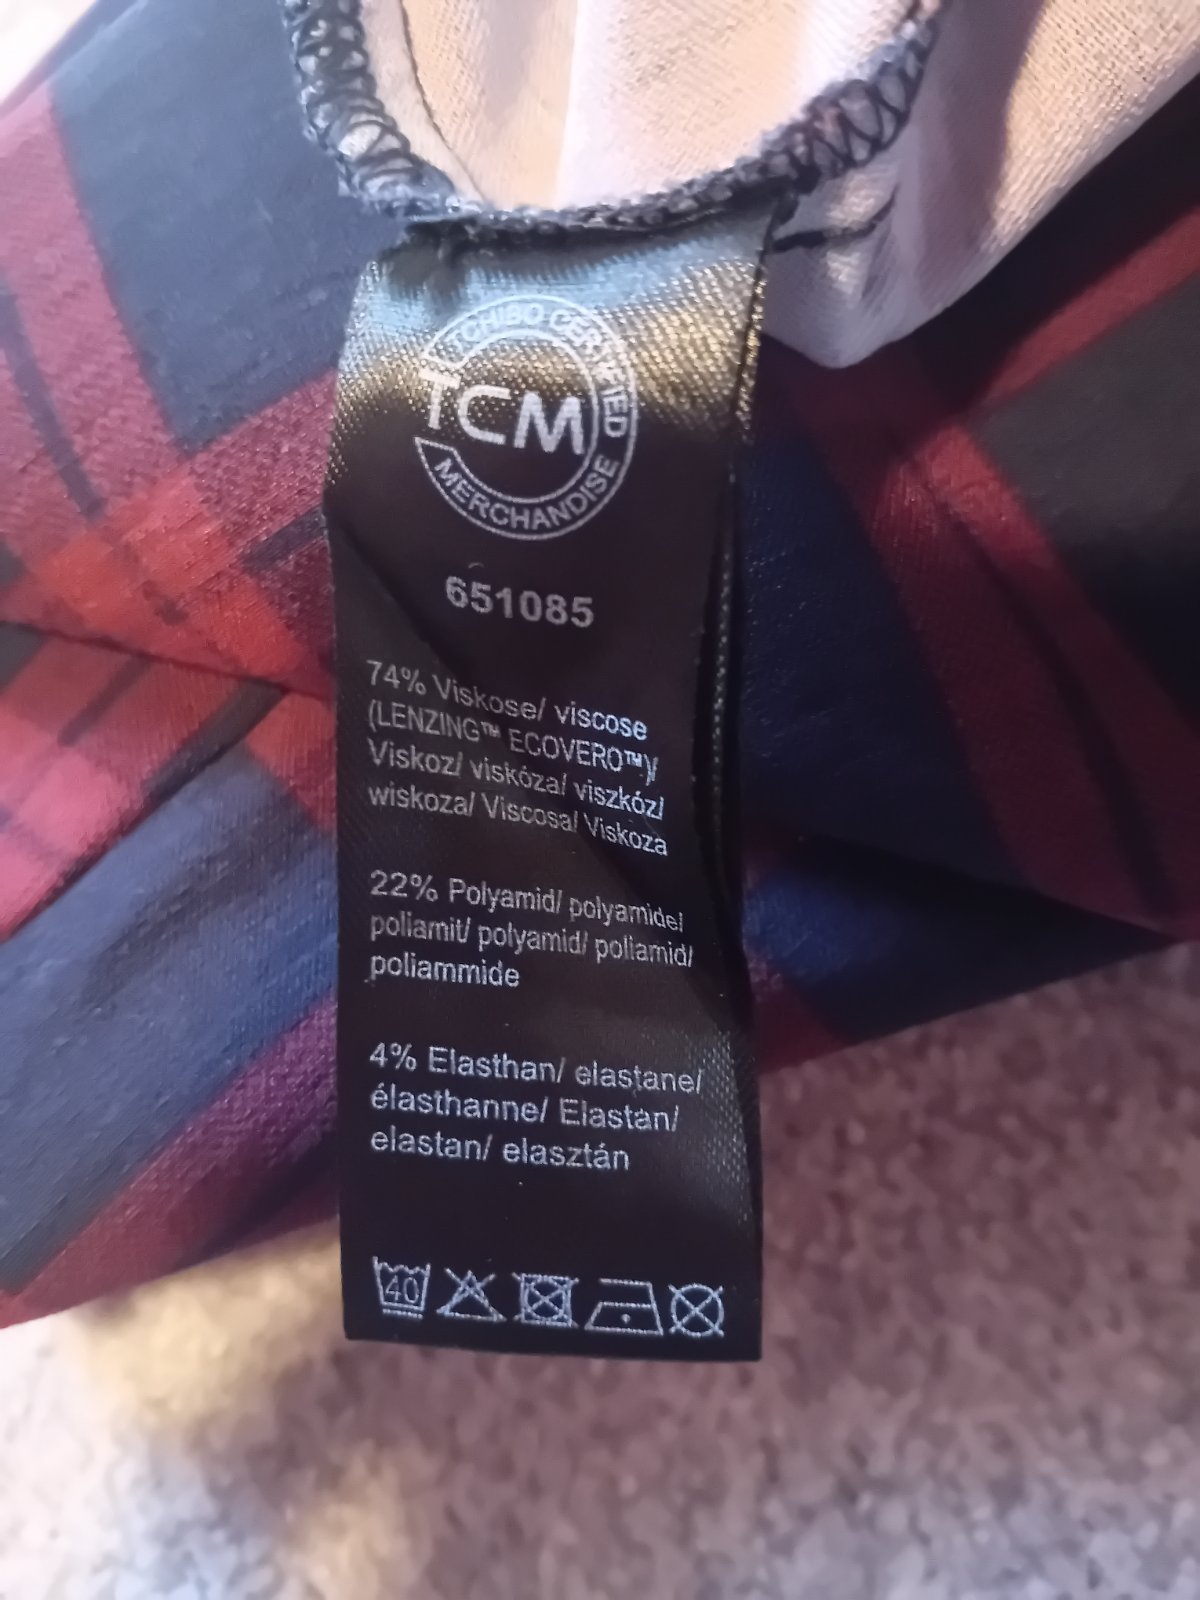 TCHIBO CERTIFIED
TCM
MERCHANDISE
651085
74% Viskose/ viscose
(LENZING™ ECOVERO™)/
Viskoz/ viskóza/ viszkóz/
wiskoza/ Viscosa/ Viskoza
22% Polyamid/ polyamide/
poliamit/ polyamid/ poliamid/
poliammide
4% Elasthan/ elastane/
élasthanne/ Elastan/
elastan/ elasztán
40